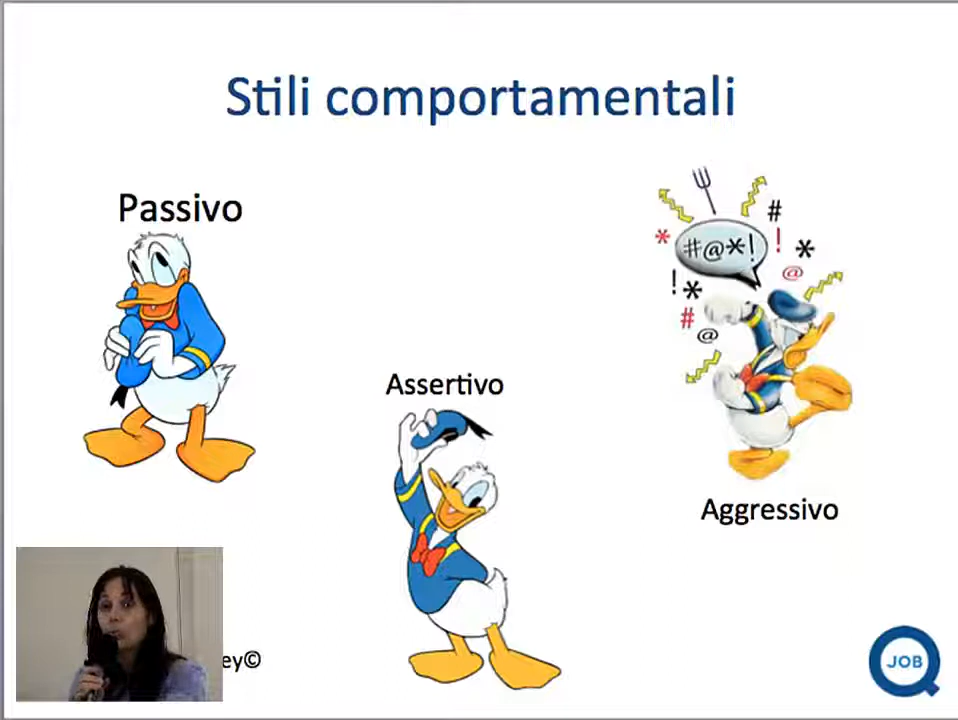 Stili comportamentali
Passivo
#@*!
Assertivo
Aggressivo
ey©
JOB